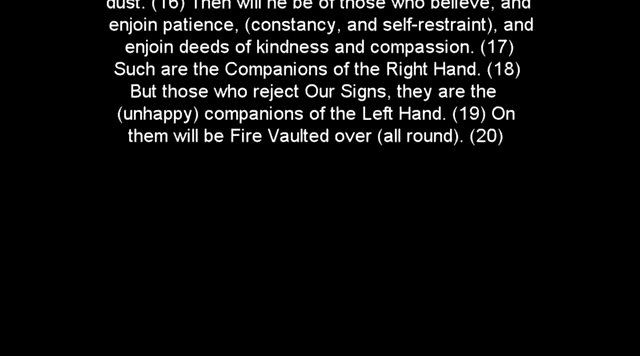 dust. (16) Then will he be of those who believe, and
enjoin patience, (constancy, and self-restraint), and
enjoin deeds of kindness and compassion. (17)
Such are the Companions of the Right Hand. (18)
But those who reject Our Signs, they are the
(unhappy) companions of the Left Hand. (19) On
them will be Fire Vaulted over (all round). (20)